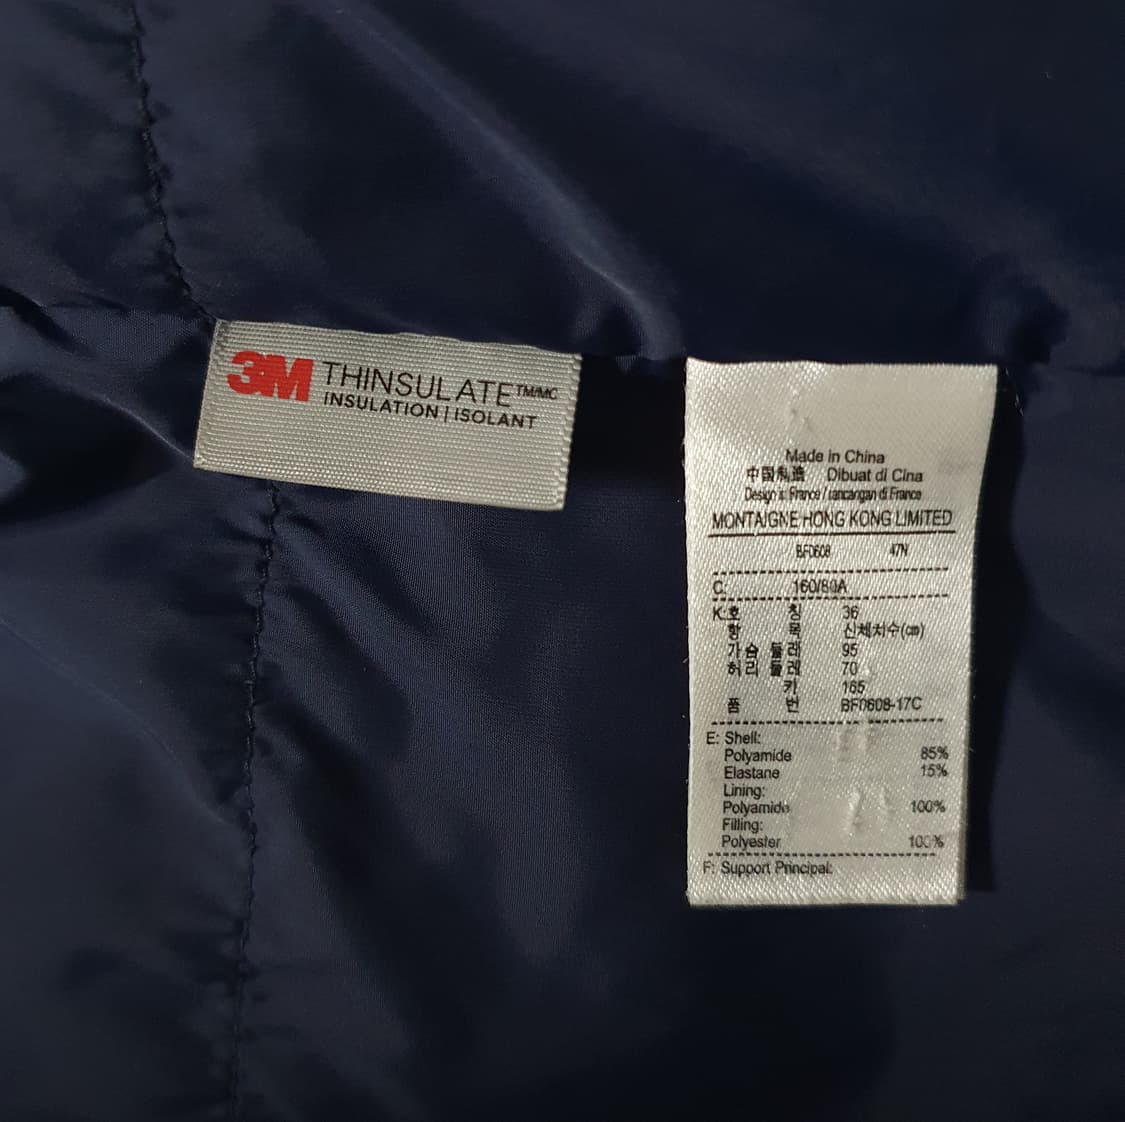 3M THINSULATE™/MC
INSULATION | ISOLANT
Made in China
中国制造 Dibuat di Cina
Design in France / rancangan di France
MONTAIGNE HONG KONG LIMITED
BF0608 47N
C: 160/80A
K:호 칭 36
항 목 신체치수(㎝)
가슴 둘레 95
허리 둘레 70
키 165
품 번 BF0608-17C
E: Shell:
Polyamide 85%
Elastane 15%
Lining:
Polyamide 100%
Filling:
Polyester 100%
F: Support Principal: